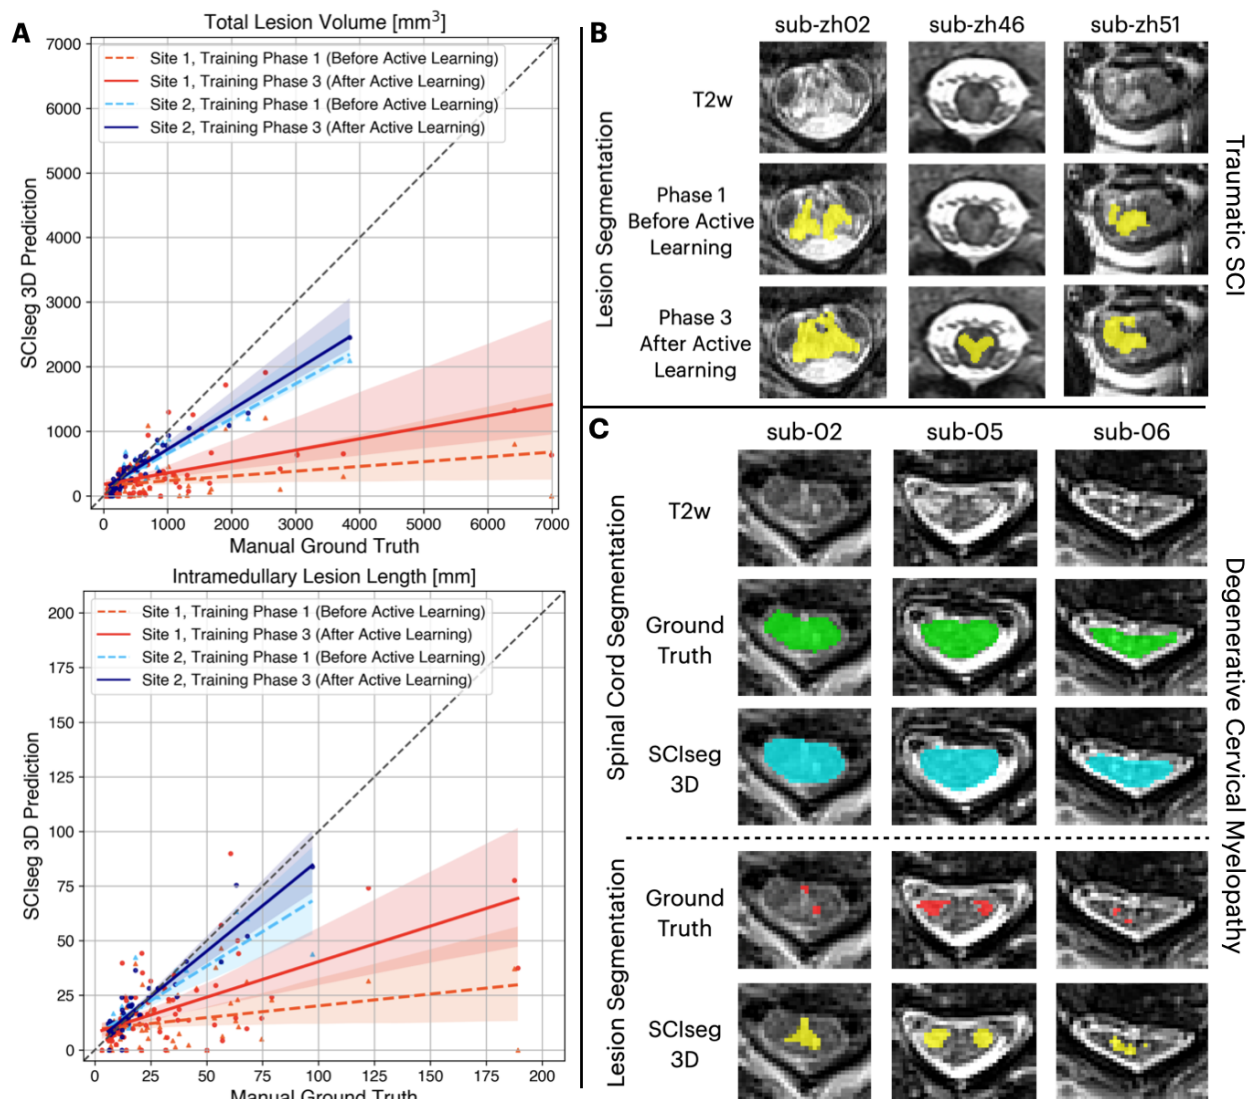 A
Total Lesion Volume [mm³]
Site 1, Training Phase 1 (Before Active Learning)
Site 1, Training Phase 3 (After Active Learning)
Site 2, Training Phase 1 (Before Active Learning)
Site 2, Training Phase 3 (After Active Learning)
7000
6000
5000
4000
3000
2000
1000
0
SCIseg 3D Prediction
0 1000 2000 3000 4000 5000 6000 7000
Manual Ground Truth
Intramedullary Lesion Length [mm]
Site 1, Training Phase 1 (Before Active Learning)
Site 1, Training Phase 3 (After Active Learning)
Site 2, Training Phase 1 (Before Active Learning)
Site 2, Training Phase 3 (After Active Learning)
200
175
150
125
100
75
50
25
0
SCIseg 3D Prediction
0 25 50 75 100 125 150 175 200
Manual Ground Truth
B
sub-zh02 sub-zh46 sub-zh51
Lesion Segmentation
T2w
Phase 1
Before Active
Learning
Phase 3
After Active
Learning
Traumatic SCI
C
sub-02 sub-05 sub-06
Spinal Cord Segmentation
T2w
Ground
Truth
SCIseg
3D
Lesion Segmentation
Ground
Truth
SCIseg
3D
Degenerative Cervical Myelopathy